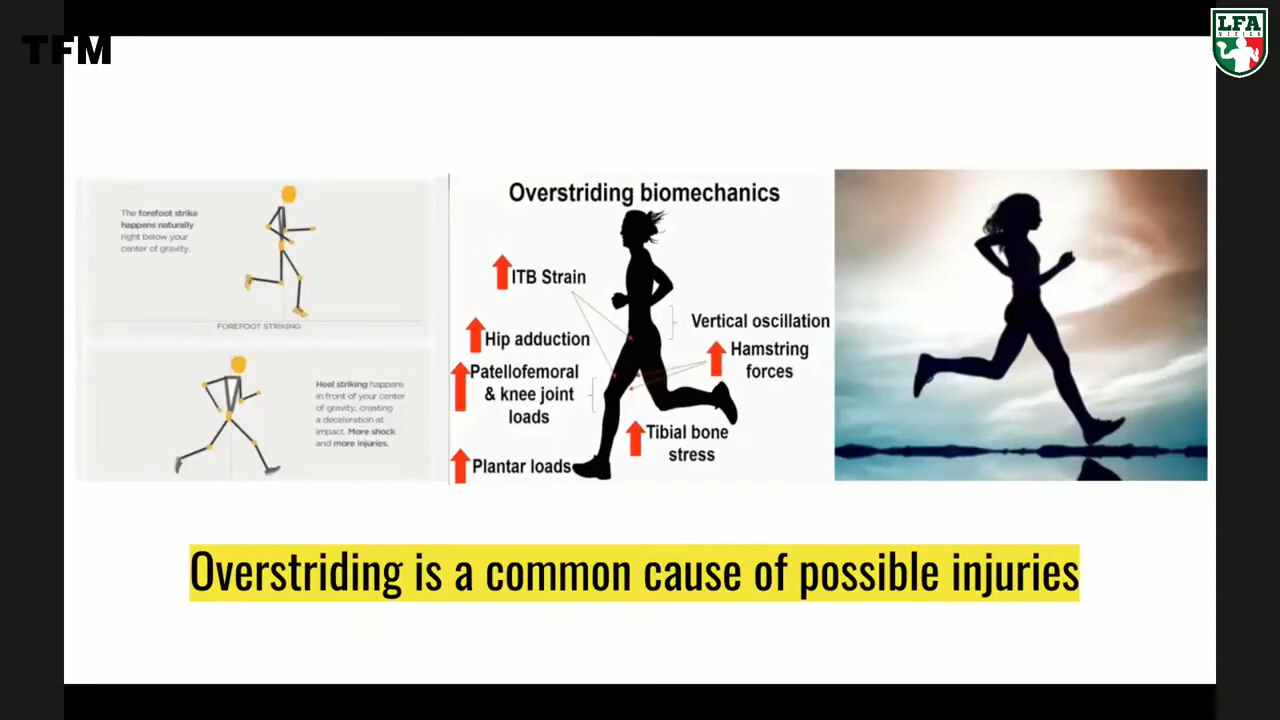 TFM
LFA
MEXICO
The forefoot strike
happens naturally
right below your
center of gravity.
FOREFOOT STRIKING
Heel striking happens
in front of your center
of gravity, creating
a deceleration at
impact. More shock
and more injuries.
Overstriding biomechanics
ITB Strain
Hip adduction
Patellofemoral
& knee joint
loads
Plantar loads
Vertical oscillation
Hamstring
forces
Tibial bone
stress
Overstriding is a common cause of possible injuries